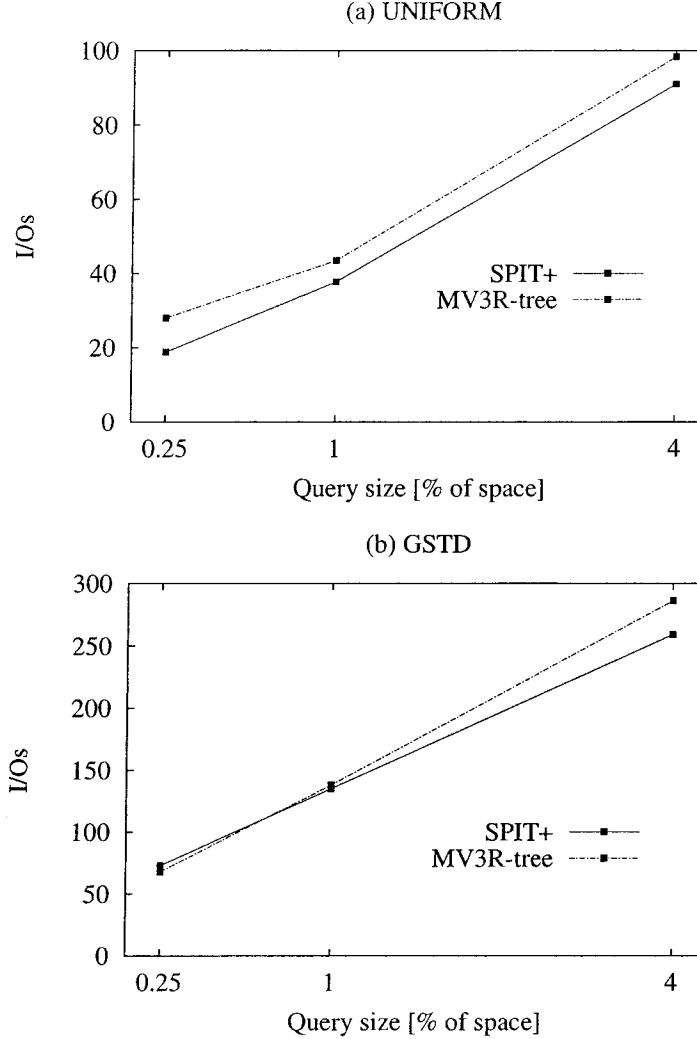 (a) UNIFORM
100
80
60
40
20
0
I/Os
SPIT+
MV3R-tree
0.25 1 4
Query size [% of space]
(b) GSTD
300
250
200
150
100
50
0
I/Os
SPIT+
MV3R-tree
0.25 1 4
Query size [% of space]